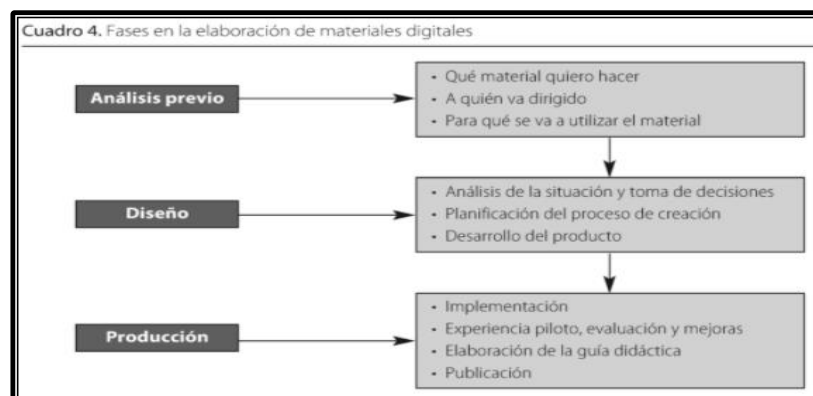 Cuadro 4. Fases en la elaboración de materiales digitales
Análisis previo
• Qué material quiero hacer
• A quién va dirigido
• Para qué se va a utilizar el material
Diseño
• Análisis de la situación y toma de decisiones
• Planificación del proceso de creación
• Desarrollo del producto
Producción
• Implementación
• Experiencia piloto, evaluación y mejoras
• Elaboración de la guía didáctica
• Publicación